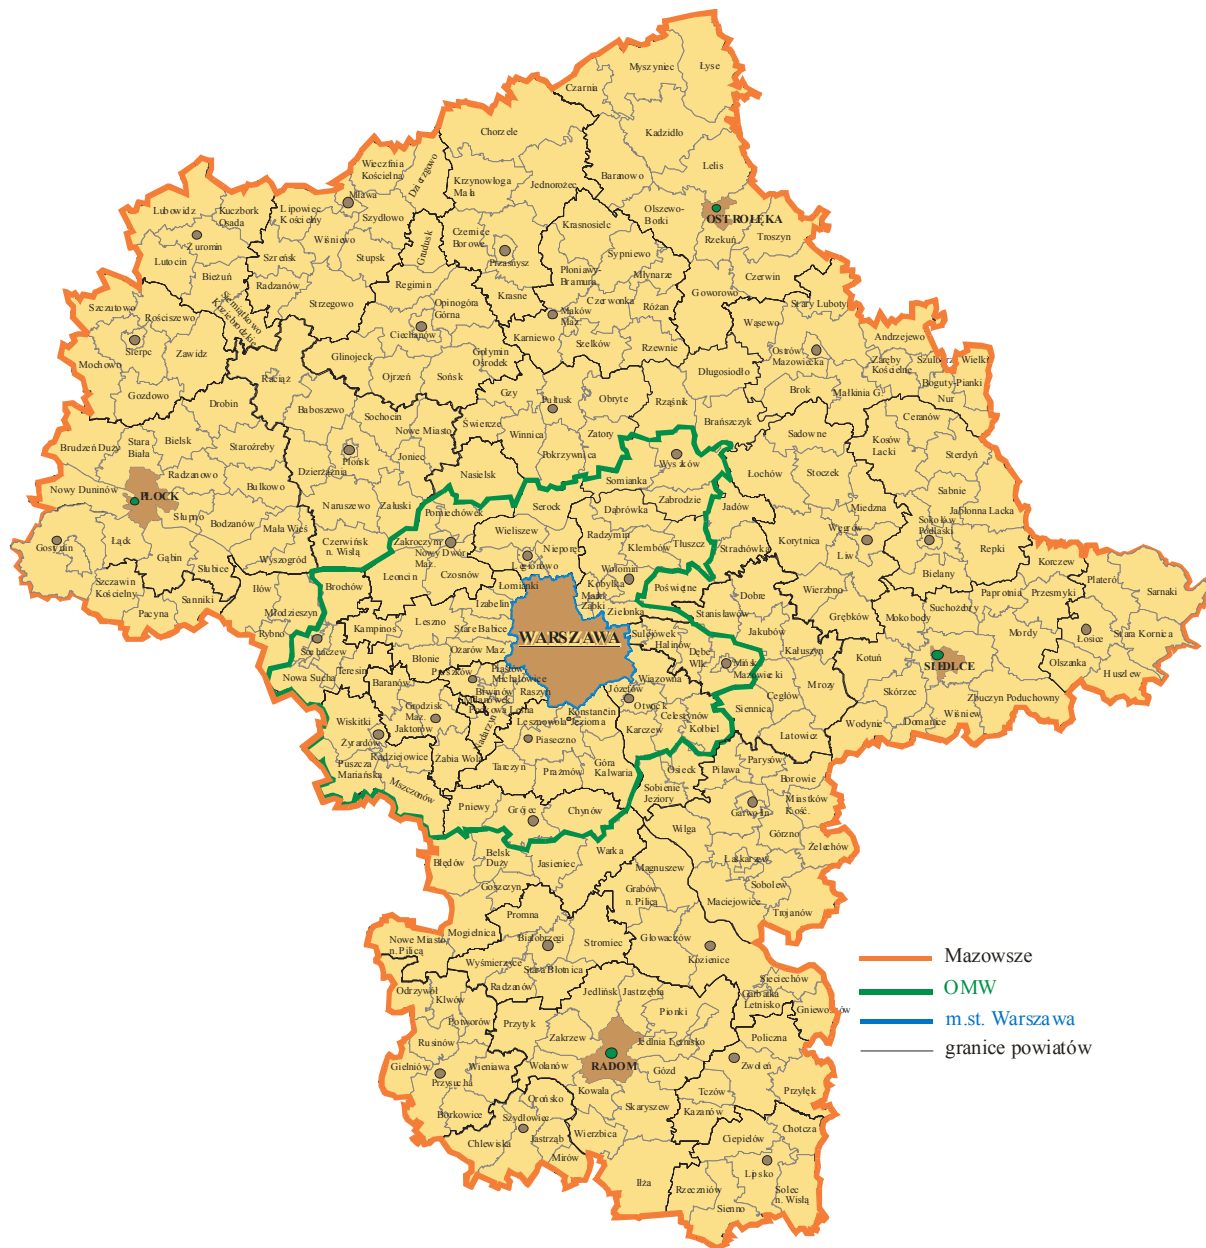 Łyse
Myszyniec
Czarnia
Chorzele
Kadzidło
Wieczfnia
Kościelna
Dzierzgowo
Lelis
Krzynowłoga
Mała
Jednorożec
Baranowo
Mława
Lubowidz
Kuczbork
Osada
Lipowiec
Kościelny
Szydłowo
Olszewo-
Borki
OSTROŁĘKA
Krasnosielc
Czernice
Borowe
Troszyn
Rzekuń
Żuromin
Wiśniewo
Stupsk
Grudusk
Przasnysz
Sypniewo
Lutocin
Szreńsk
Płoniawy-
Bramura
Młynarze
Czerwin
Bieżuń
Radzanów
Regimin
Krasne
Goworowo
Siemiątkowo
Koziebrodzkie
Strzegowo
Opinogóra
Górna
Czerwonka
Różan
Szczutowo
Rościszewo
Maków
Maz.
Wąsewo
Ciechanów
Karniewo
Szelków
Rzewnie
Andrzejewo
Sierpc
Zawidz
Glinojeck
Gołymin
Ośrodek
Ostrów
Mazowiecka
Zaręby
Kościelne
Mochowo
Raciąż
Ojrzeń
Sońsk
Długosiodło
Boguty-Pianki
Gozdowo
Gzy
Pułtusk
Obryte
Rząśnik
Brok
Małkinia G.
Nur
Drobin
Baboszewo
Sochocin
Świercze
Brańszczyk
Ceranów
Nowe Miasto
Winnica
Zatory
Sadowne
Brudzeń Duży
Stara
Biała
Bielsk
Staroźreby
Płońsk
Joniec
Pokrzywnica
Kosów
Lacki
Sterdyń
Wyszków
Radzanowo
Dzierzążnia
Nasielsk
Somianka
Łochów
Stoczek
Nowy Duninów
PŁOCK
Bulkowo
Sabnie
Zabrodzie
Naruszewo
Załuski
Pomiechówek
Serock
Dąbrówka
Jadów
Miedzna
Jabłonna Lacka
Słupno
Bodzanów
Mała Wieś
Wieliszew
Radzymin
Węgrów
Sokołów
Podlaski
Gostynin
Łąck
Czerwińsk
n. Wisłą
Zakroczym
Nowy Dwór
Maz.
Nieporęt
Klembów
Tłuszcz
Strachówka
Korytnica
Liw
Repki
Gąbin
Słubice
Wyszogród
Legionowo
Korczew
Szczawin
Kościelny
Iłów
Brochów
Leoncin
Czosnów
Łomianki
Wołomin
Kobyłka
Poświętne
Bielany
Platerów
Sanniki
Izabelin
Marki
Ząbki
Dobre
Wierzbno
Paprotnia
Przesmyki
Sarnaki
Pacyna
Młodzieszyn
Zielonka
Stanisławów
Grębków
Suchożebry
Mokobody
Kampinos
Leszno
Stare Babice
WARSZAWA
Sulejówek
Halinów
Jakubów
Mordy
Łosice
Stara Kornica
Rybno
Sochaczew
Błonie
Ożarów Maz.
Dębe
Wlk.
Kałuszyn
Kotuń
SIEDLCE
Olszanka
Teresin
Pruszków
Piastów
Michałowice
Wiązowna
Mińsk
Mazowiecki
Huszlew
Nowa Sucha
Baranów
Brwinów
Raszyn
Józefów
Mrozy
Skórzec
Milanówek
Podkowa Leśna
Otwock
Cegłów
Zbuczyn Poduchowny
Grodzisk
Maz.
Konstancin
Jeziorna
Siennica
Wiśniew
Wiskitki
Lesznowola
Celestynów
Domanice
Wodynie
Jaktorów
Nadarzyn
Karczew
Kołbiel
Żyrardów
Piaseczno
Latowicz
Radziejowice
Żabia Wola
Góra
Kalwaria
Parysów
Puszcza
Mariańska
Tarczyn
Prażmów
Osieck
Pilawa
Borowie
Mszczonów
Sobienie
Jeziory
Miastków
Kość.
Pniewy
Grójec
Chynów
Garwolin
Wilga
Górzno
Żelechów
Błędów
Belsk
Duży
Jasieniec
Warka
Łaskarzew
Magnuszew
Goszczyn
Grabów
n. Pilicą
Sobolew
Maciejowice
Trojanów
Promna
Mogielnica
Nowe Miasto
n. Pilicą
Białobrzegi
Stromiec
Głowaczów
Mazowsze
Wyśmierzyce
Stara Błotnica
Kozienice
OMW
Sieciechów
Odrzywół
Radzanów
Jedlińsk
Jastrzębia
Garbatka
Letnisko
Gniewoszów
Klwów
m.st. Warszawa
Pionki
Potworów
Przytyk
granice powiatów
Zakrzew
Jedlnia Letnisko
Policzna
Rusinów
Gielniów
Wieniawa
Wolanów
RADOM
Gózd
Zwoleń
Przysucha
Kowala
Tczów
Przyłęk
Orońsko
Borkowice
Skaryszew
Kazanów
Szydłowiec
Chotcza
Chlewiska
Jastrząb
Wierzbica
Ciepielów
Mirów
Lipsko
Iłża
Rzeczniów
Solec
n. Wisłą
Sienno